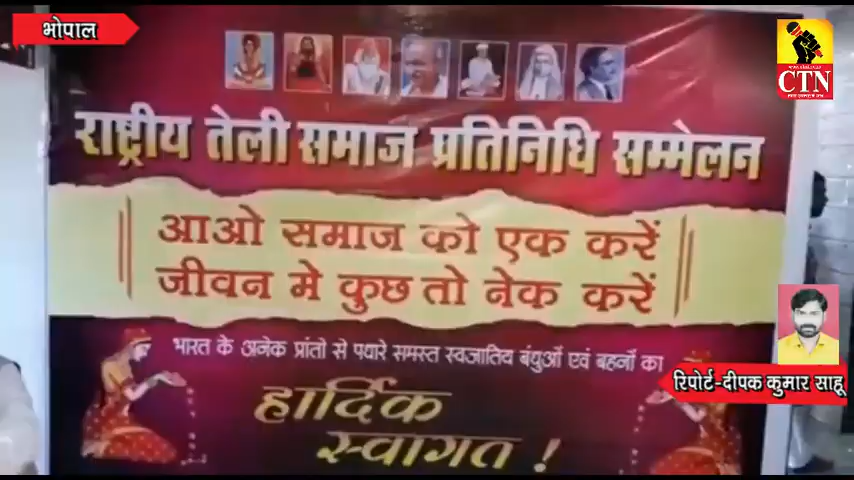 भोपाल
CTN
राष्ट्रीय तेली समाज प्रतिनिधि सम्मेलन
आओ समाज को एक करें
जीवन मे कुछ तो नेक करें
भारत के अनेक प्रांतो से पधारे समस्त स्वजातिय बंधुओं एवं बहनों का
रिपोर्ट-दीपक कुमार साहू
हार्दिक
स्वागत !